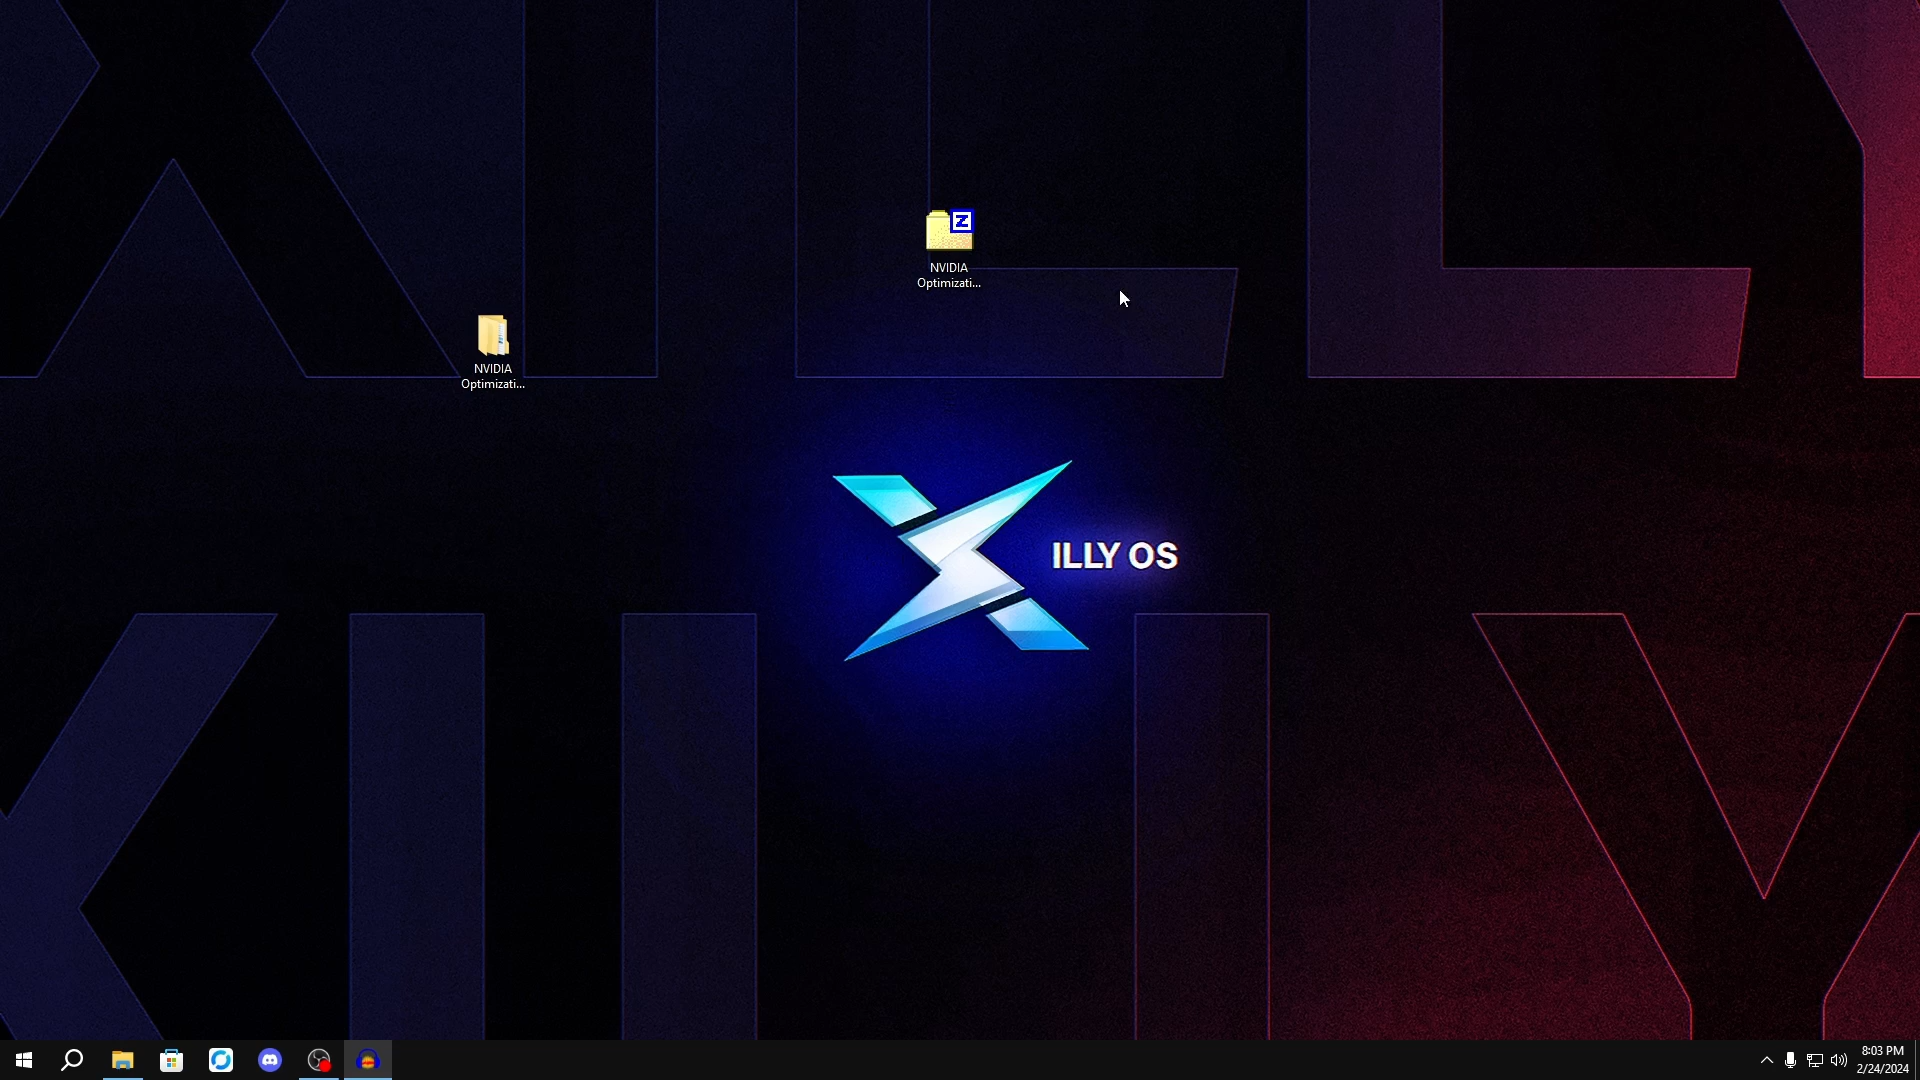 NVIDIA
Optimizati...
NVIDIA
Optimizati...
ILLY OS
8:03 PM
2/24/2024